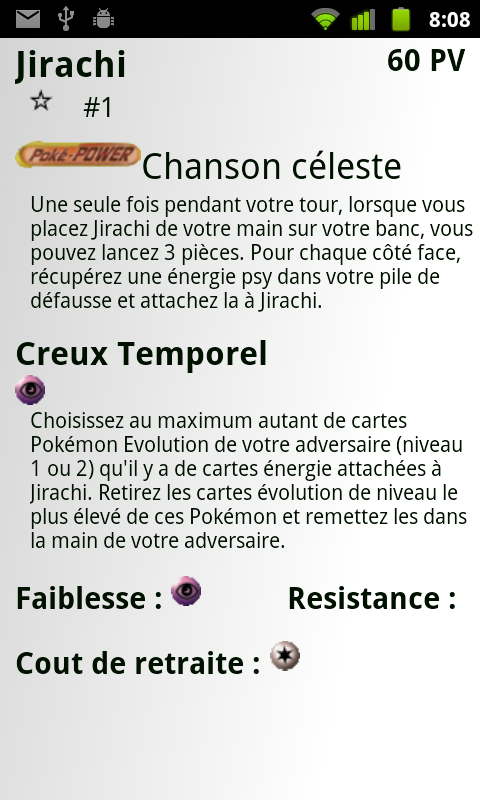 8:08
Jirachi
60 PV
#1
Poké-POWER Chanson céleste
Une seule fois pendant votre tour, lorsque vous
placez Jirachi de votre main sur votre banc, vous
pouvez lancez 3 pièces. Pour chaque côté face,
récupérez une énergie psy dans votre pile de
défausse et attachez la à Jirachi.
Creux Temporel
Choisissez au maximum autant de cartes
Pokémon Evolution de votre adversaire (niveau
1 ou 2) qu'il y a de cartes énergie attachées à
Jirachi. Retirez les cartes évolution de niveau le
plus élevé de ces Pokémon et remettez les dans
la main de votre adversaire.
Faiblesse : Resistance :
Cout de retraite :